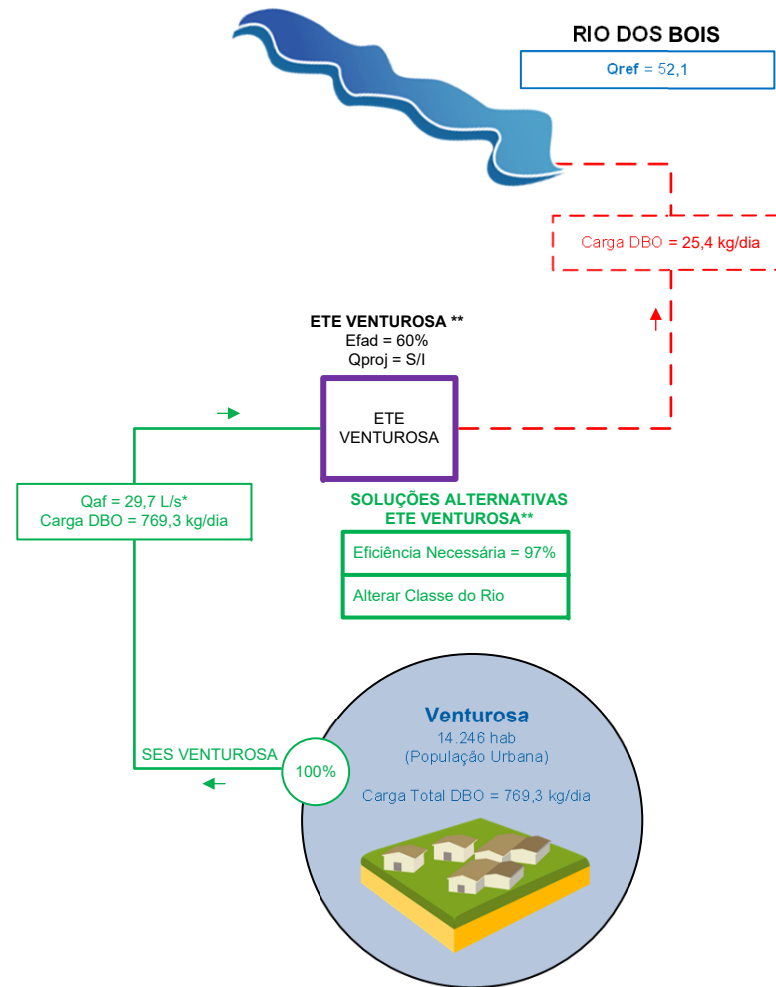 RIO DOS BOIS
Qref = 52,1
Carga DBO = 25,4 kg/dia
ETE VENTUROSA **
Efad = 60%
Qproj = S/I
ETE
VENTUROSA
Qaf = 29,7 L/s*
Carga DBO = 769,3 kg/dia
SOLUÇÕES ALTERNATIVAS
ETE VENTUROSA**
Eficiência Necessária = 97%
Alterar Classe do Rio
SES VENTUROSA
100%
Venturosa
14.246 hab
(População Urbana)
Carga Total DBO = 769,3 kg/dia